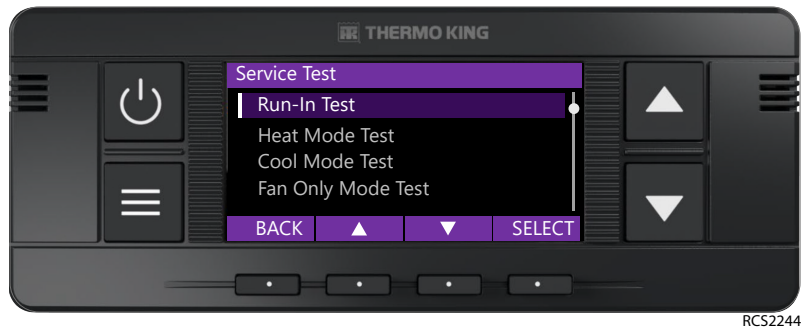 THERMO KING
Service Test
Run-In Test
Heat Mode Test
Cool Mode Test
Fan Only Mode Test
BACK ▲ ▼ SELECT
RCS2244